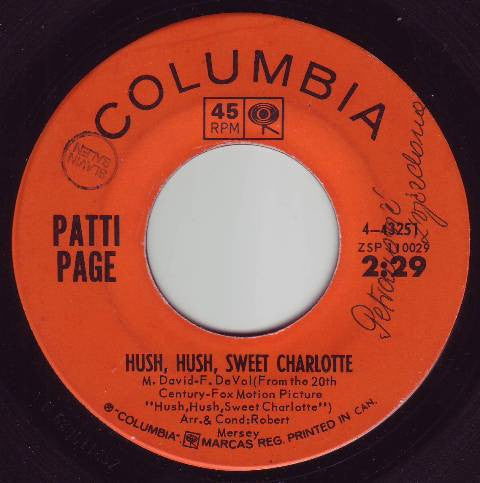 COLUMBIA
45
RPM
PATTI
PAGE
4-43251
ZSP
2:29
HUSH, HUSH, SWEET CHARLOTTE
M. David-F. DeVol (From the 20th
Century-Fox Motion Picture
"Hush, Hush, Sweet Charlotte")
Arr. & Cond: Robert
Mersey
® "COLUMBIA", MARCAS REG. PRINTED IN CAN.